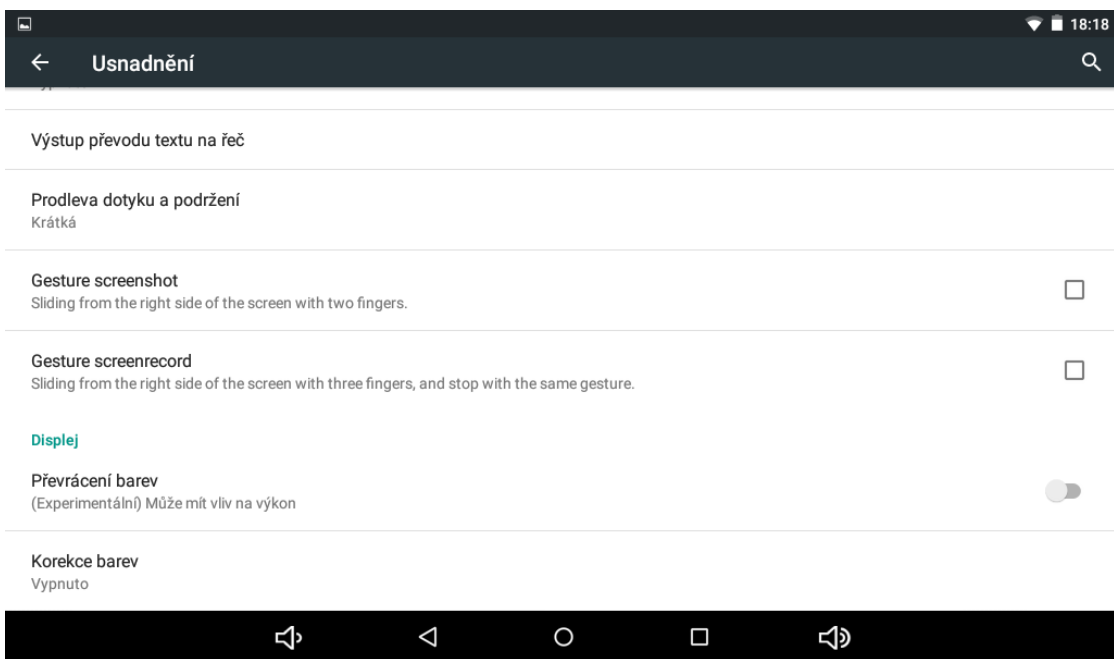 18:18
Usnadnění
Výstup převodu textu na řeč
Prodleva dotyku a podržení
Krátká
Gesture screenshot
Sliding from the right side of the screen with two fingers.
Gesture screenrecord
Sliding from the right side of the screen with three fingers, and stop with the same gesture.
Displej
Převrácení barev
(Experimentální) Může mít vliv na výkon
Korekce barev
Vypnuto